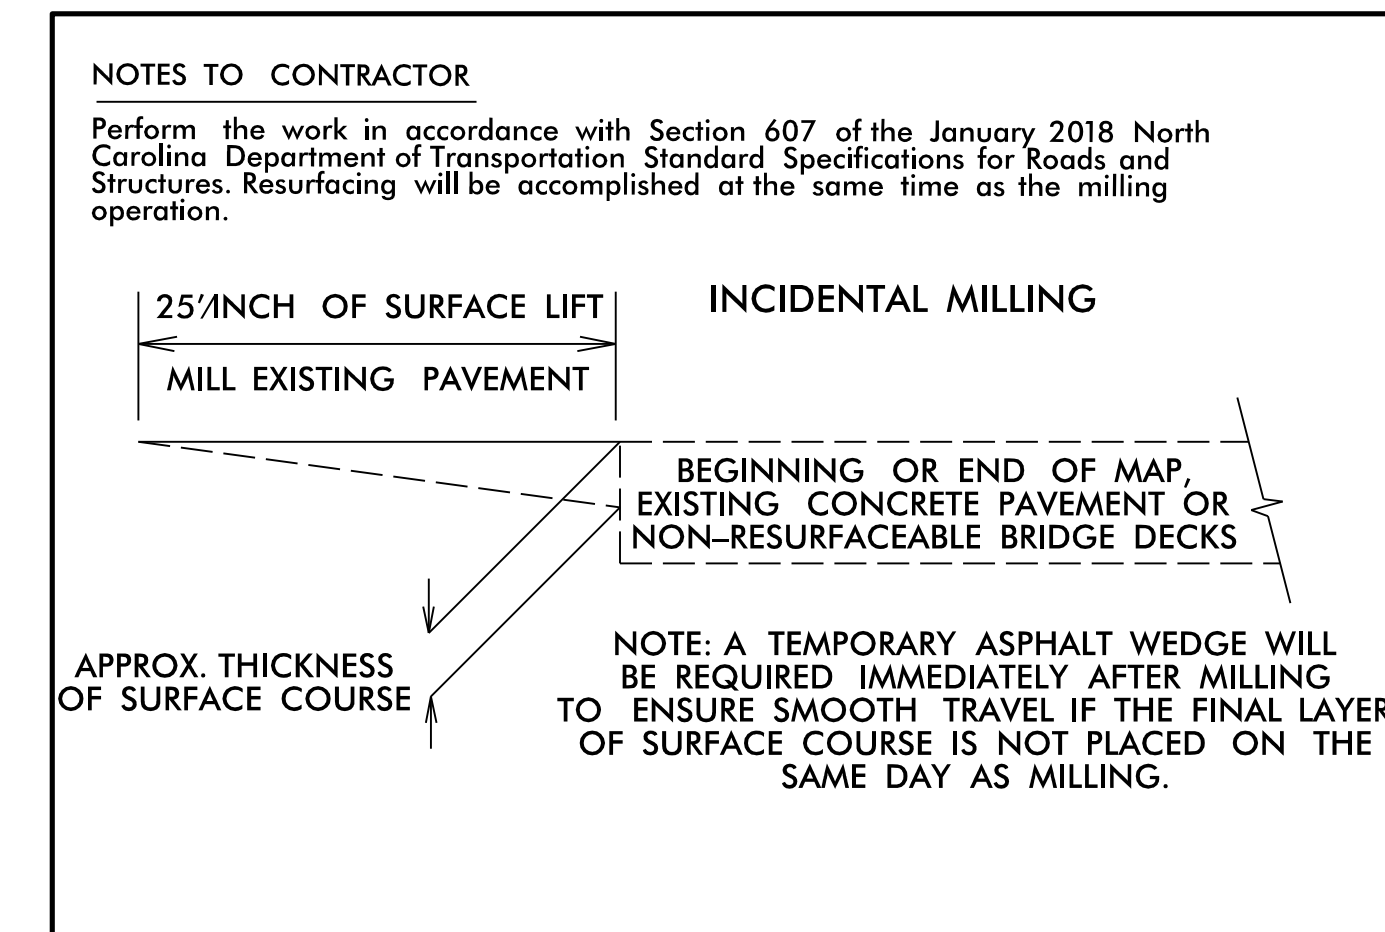 NOTES TO CONTRACTOR
Perform the work in accordance with Section 607 of the January 2018 North
Carolina Department of Transportation Standard Specifications for Roads and
Structures. Resurfacing will be accomplished at the same time as the milling
operation.
25'/INCH OF SURFACE LIFT
INCIDENTAL MILLING
MILL EXISTING PAVEMENT
BEGINNING OR END OF MAP,
EXISTING CONCRETE PAVEMENT OR
NON-RESURFACEABLE BRIDGE DECKS
APPROX. THICKNESS
OF SURFACE COURSE
NOTE: A TEMPORARY ASPHALT WEDGE WILL
BE REQUIRED IMMEDIATELY AFTER MILLING
TO ENSURE SMOOTH TRAVEL IF THE FINAL LAYER
OF SURFACE COURSE IS NOT PLACED ON THE
SAME DAY AS MILLING.